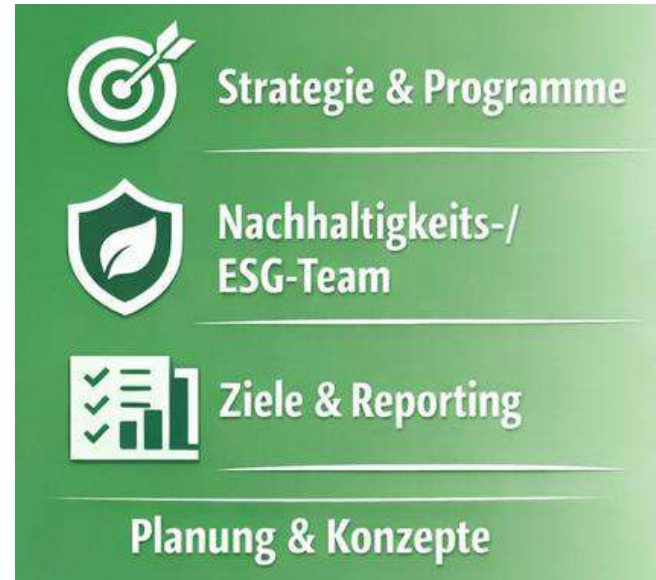 Strategie & Programme
Nachhaltigkeits-/
ESG-Team
Ziele & Reporting
Planung & Konzepte